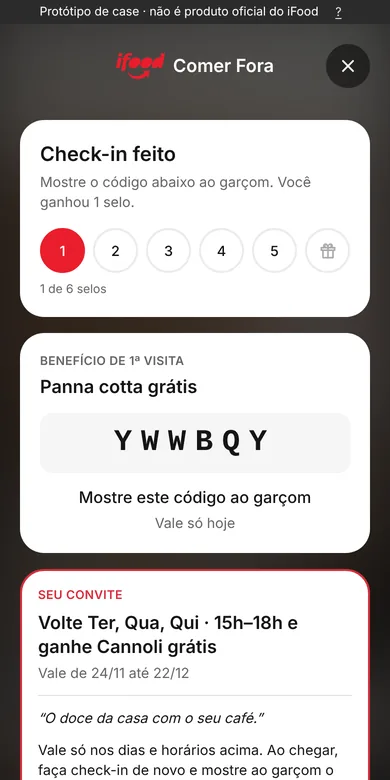 Protótipo de case · não é produto oficial do iFood ?
ifood Comer Fora
Check-in feito
Mostre o código abaixo ao garçom. Você
ganhou 1 selo.
1 2 3 4 5
1 de 6 selos
BENEFÍCIO DE 1ª VISITA
Panna cotta grátis
YWWBQY
Mostre este código ao garçom
Vale só hoje
SEU CONVITE
Volte Ter, Qua, Qui · 15h–18h e
ganhe Cannoli grátis
Vale de 24/11 até 22/12
“O doce da casa com o seu café.”
Vale só nos dias e horários acima. Ao chegar,
faça check-in de novo e mostre ao garçom o